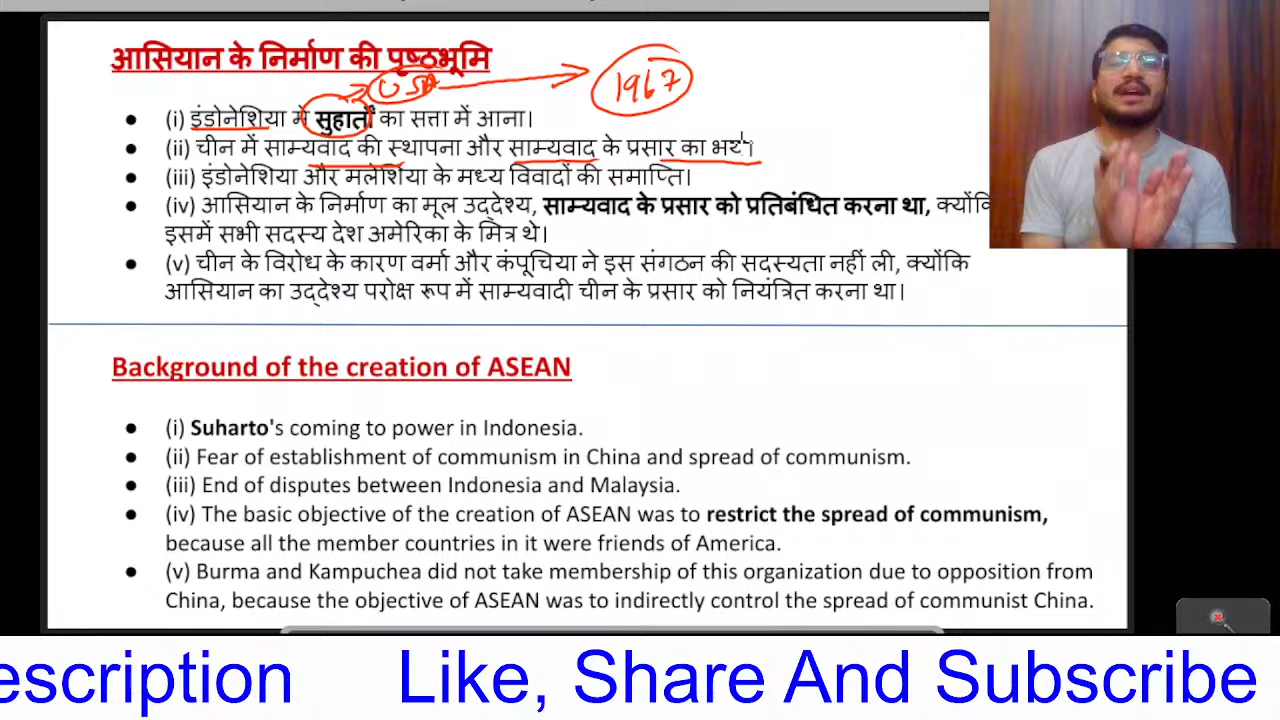 आसियान के निर्माण की पृष्ठभूमि
USA
1967
(i) इंडोनेशिया मे सुहार्तो का सत्ता में आना।
(ii) चीन में साम्यवाद की स्थापना और साम्यवाद के प्रसार का भय।
(iii) इंडोनेशिया और मलेशिया के मध्य विवादों की समाप्ति।
(iv) आसियान के निर्माण का मूल उद्देश्य, साम्यवाद के प्रसार को प्रतिबंधित करना था,
इसमें सभी सदस्य देश अमेरिका के मित्र थे।
(v) चीन के विरोध के कारण वर्मा और कंपूचिया ने इस संगठन की सदस्यता नहीं ली, क्योंकि
आसियान का उद्देश्य परोक्ष रूप में साम्यवादी चीन के प्रसार को नियंत्रित करना था।
Background of the creation of ASEAN
(i) Suharto's coming to power in Indonesia.
(ii) Fear of establishment of communism in China and spread of communism.
(iii) End of disputes between Indonesia and Malaysia.
(iv) The basic objective of the creation of ASEAN was to restrict the spread of communism,
because all the member countries in it were friends of America.
(v) Burma and Kampuchea did not take membership of this organization due to opposition from
China, because the objective of ASEAN was to indirectly control the spread of communist China.
escription Like, Share And Subscribe